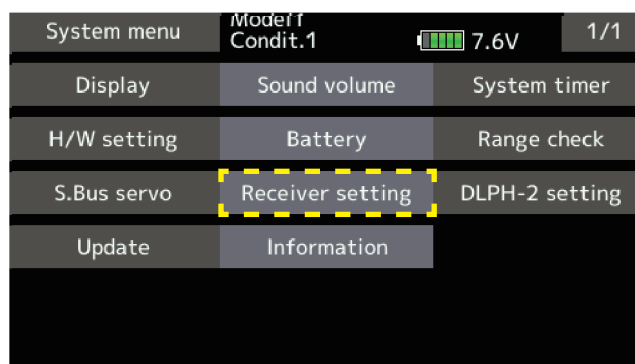 System menu
Condit.1
7.6V
1/1
Display
Sound volume
System timer
H/W setting
Battery
Range check
S.Bus servo
Receiver setting
DLPH-2 setting
Update
Information